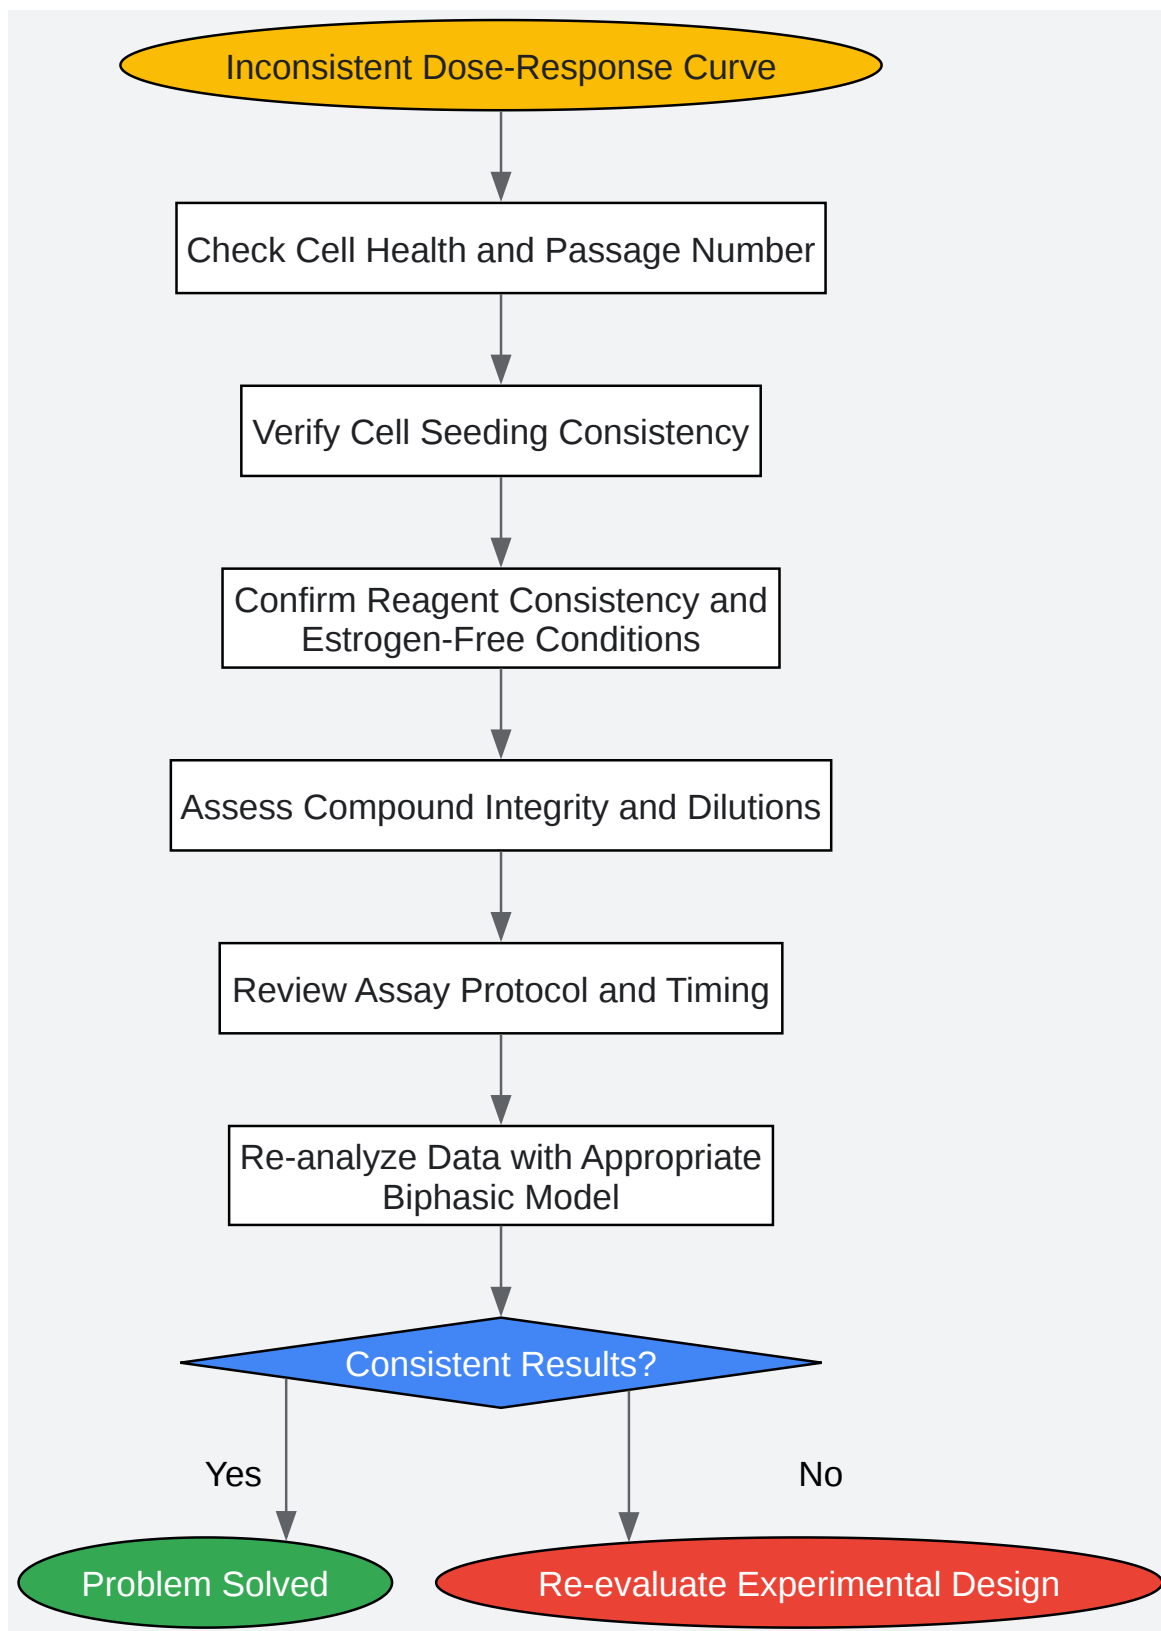 Inconsistent Dose-Response Curve
Check Cell Health and Passage Number
Verify Cell Seeding Consistency
Confirm Reagent Consistency and
Estrogen-Free Conditions
Assess Compound Integrity and Dilutions
Review Assay Protocol and Timing
Re-analyze Data with Appropriate
Biphasic Model
Consistent Results?
Yes
No
Problem Solved
Re-evaluate Experimental Design